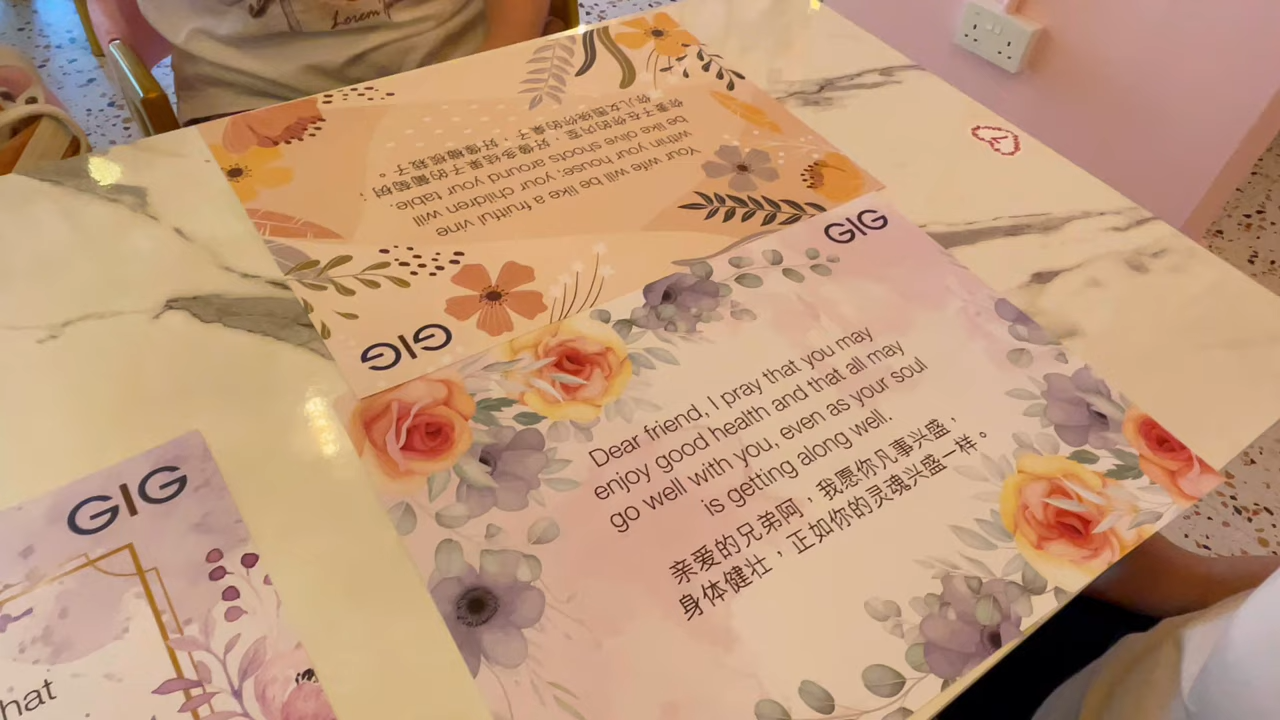 Lorem
你妻子在你的内室，好像多结果子的葡萄树；
你儿女围绕你的桌子，好像橄榄栽子。
Your wife will be like a fruitful vine
within your house; your children will
be like olive shoots around your table.
GIG
GIG
Dear friend, I pray that you may
enjoy good health and that all may
go well with you, even as your soul
is getting along well.
亲爱的兄弟阿，我愿你凡事兴盛，
身体健壮，正如你的灵魂兴盛一样。
GIG
hat